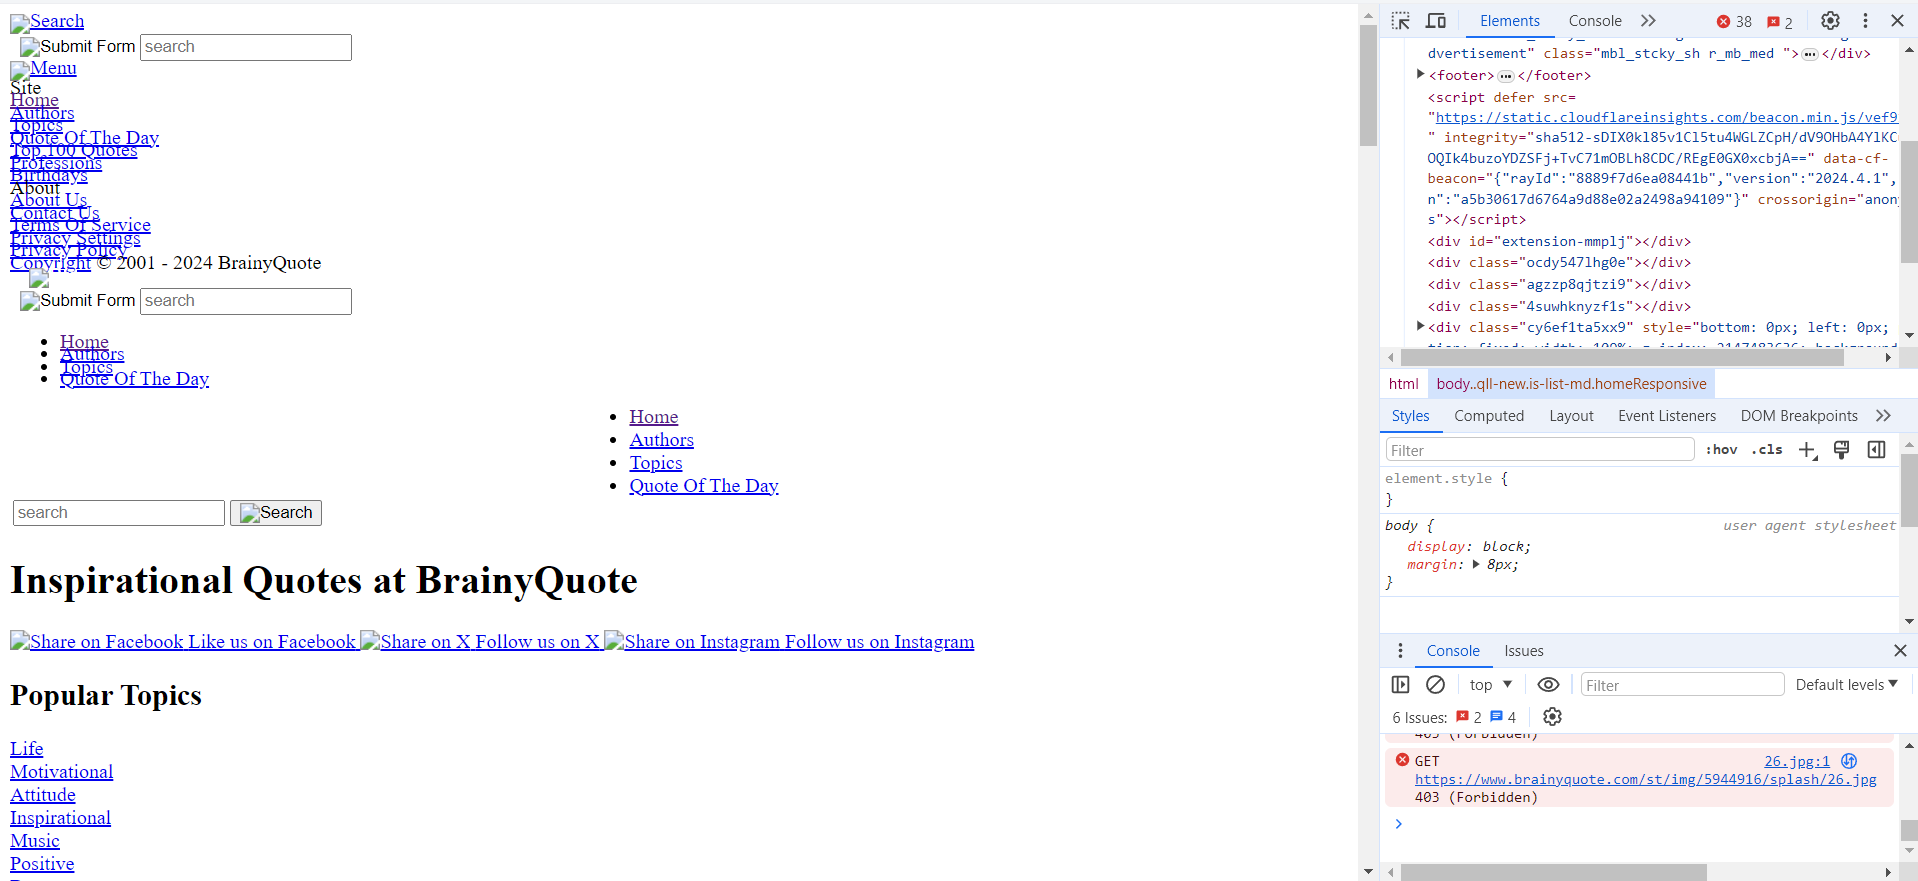 Search
Submit Form search
Menu
Site
Home
Authors
Topics
Quote Of The Day
Top 100 Quotes
Professions
Birthdays
About
About Us
Contact Us
Terms Of Service
Privacy Settings
Privacy Policy
Copyright © 2001 - 2024 BrainyQuote
Submit Form search
Home
Authors
Topics
Quote Of The Day
Home
Authors
Topics
Quote Of The Day
search Search
Inspirational Quotes at BrainyQuote
Share on Facebook Like us on Facebook Share on X Follow us on X Share on Instagram Follow us on Instagram
Popular Topics
Life
Motivational
Attitude
Inspirational
Music
Positive
Elements Console 38 2
dvertisement" class="mbl_stcky_sh r_mb_med ">…</div>
<footer>…</footer>
<script defer src=
"https://static.cloudflareinsights.com/beacon.min.js/vef9
" integrity="sha512-sDIX0kl85v1Cl5tu4WGLZCpH/dV9OHbA4YlKC
OQIk4buzoYDZSFj+TvC71mOBLh8CDC/REgE0GX0xcbjA==" data-cf-
beacon="{"rayId":"8889f7d6ea08441b","version":"2024.4.1",
n":"a5b30617d6764a9d88e02a2498a94109"}" crossorigin="anon
s"></script>
<div id="extension-mmplj"></div>
<div class="ocdy547lhg0e"></div>
<div class="agzzp8qjtzi9"></div>
<div class="4suwhknyzf1s"></div>
<div class="cy6ef1ta5xx9" style="bottom: 0px; left: 0px;
html body..qll-new.is-list-md.homeResponsive
Styles Computed Layout Event Listeners DOM Breakpoints
Filter :hov .cls
element.style {
}
body { user agent stylesheet
display: block;
margin: 8px;
}
Console Issues
top Filter Default levels
6 Issues: 2 4
403 (Forbidden)
GET 26.jpg:1
https://www.brainyquote.com/st/img/5944916/splash/26.jpg
403 (Forbidden)